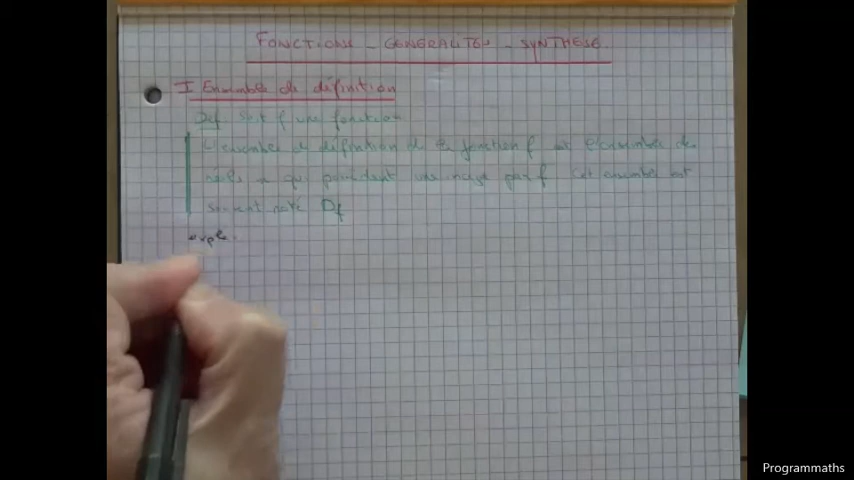 FONCTIONS - GENERALITES - SYNTHESE
I Ensemble de définition
Def. Soit f une fonction
L'ensemble de définition de la fonction f est l'ensemble des
réels x qui possèdent une image par f Cet ensemble est
souvent noté Df
exple.
Programmaths